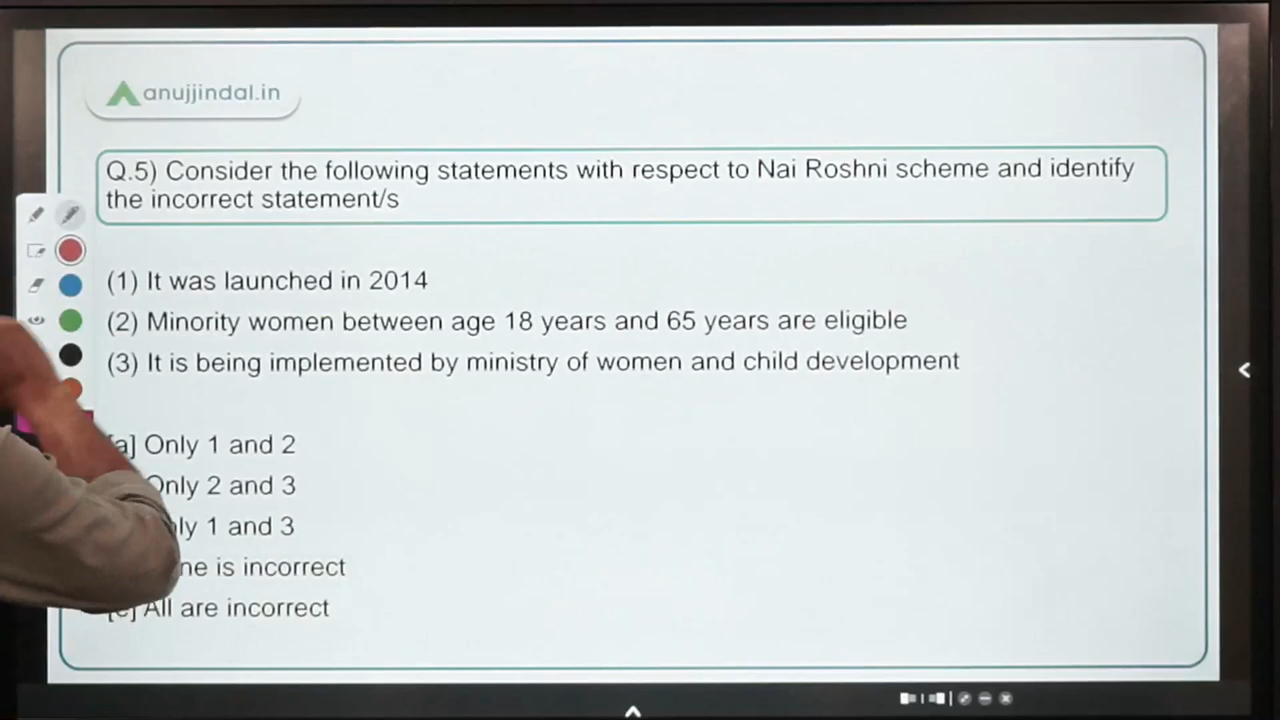 anujjindal.in
Q.5) Consider the following statements with respect to Nai Roshni scheme and identify
the incorrect statement/s
(1) It was launched in 2014
(2) Minority women between age 18 years and 65 years are eligible
(3) It is being implemented by ministry of women and child development
[a] Only 1 and 2
Only 2 and 3
1 and 3
is incorrect
[e] All are incorrect